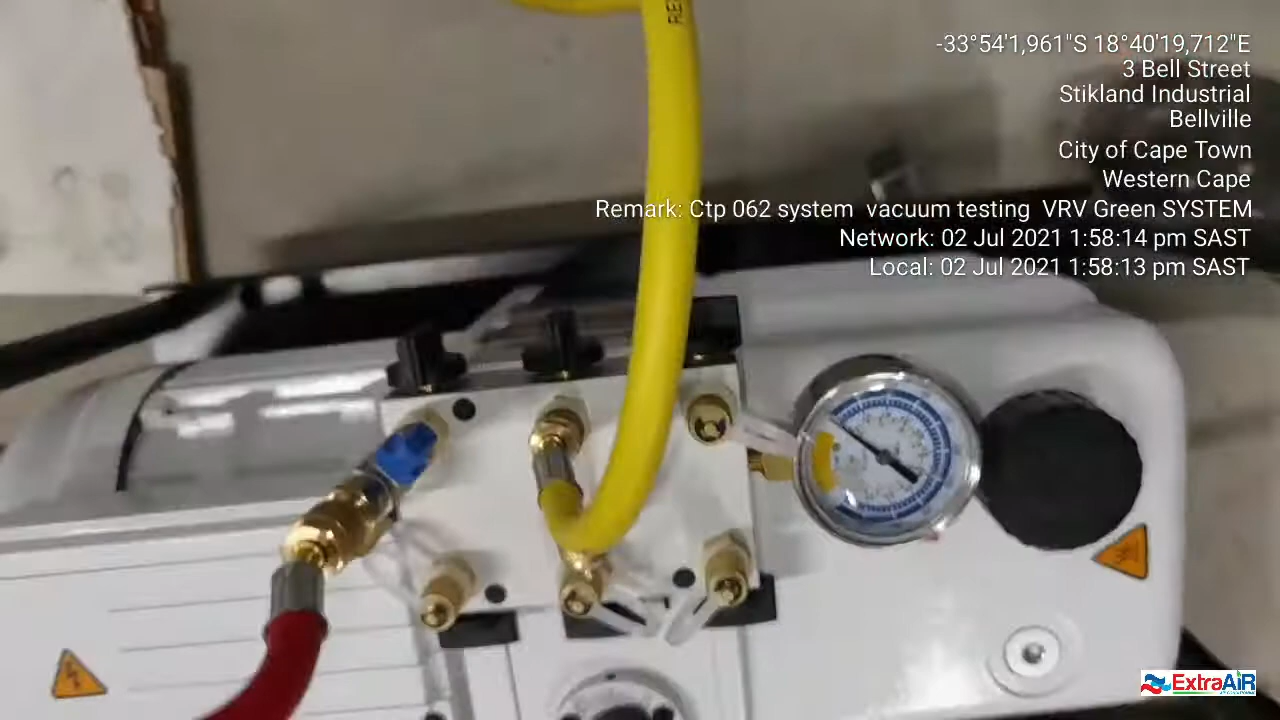 -33°54'1,961"S 18°40'19,712"E
3 Bell Street
Stikland Industrial
Bellville
City of Cape Town
Western Cape
Remark: Ctp 062 system  vacuum testing  VRV Green SYSTEM
Network: 02 Jul 2021 1:58:14 pm SAST
Local: 02 Jul 2021 1:58:13 pm SAST
ExtraAiR